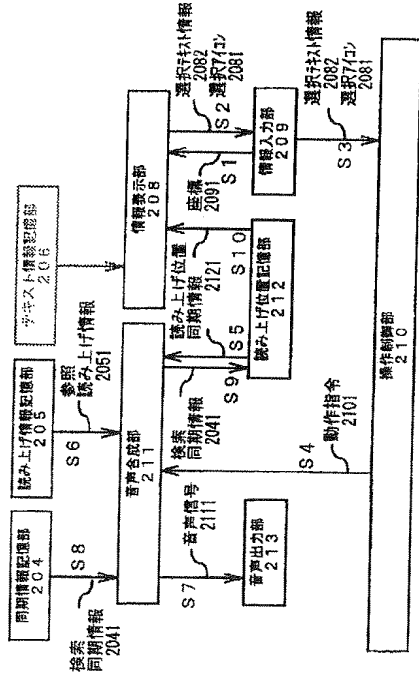 同期情報記憶部
204
読み上げ情報記憶部
205
テキスト情報記憶部
206
検索
同期情報
2041
S8
S6
参照
読み上げ情報
2051
音声合成部
211
情報表示部
208
S7
音声信号
2111
音声出力部
213
検索
同期情報
2041
S9
S5
読み上げ位置
同期情報
2121
S10
読み上げ位置記憶部
212
座標
2091
S1
S2
選択テキスト情報
2082
選択アイコン
2081
情報入力部
209
S4
動作指令
2101
S3
選択テキスト情報
2082
選択アイコン
2081
操作制御部
210